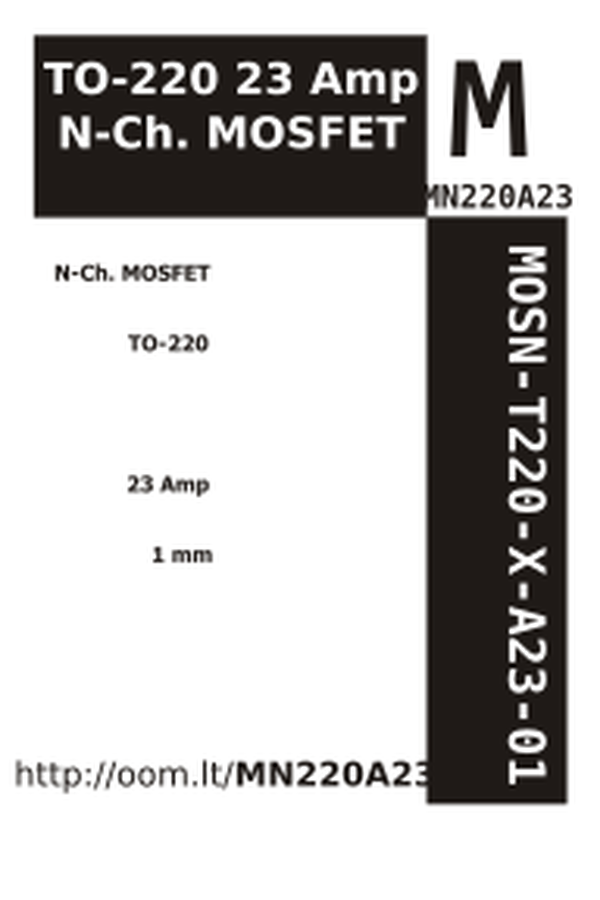 TO-220 23 Amp
N-Ch. MOSFET
M
MN220A23
N-Ch. MOSFET
TO-220
23 Amp
1 mm
http://oom.lt/MN220A23
MOSN-T220-X-A23-01